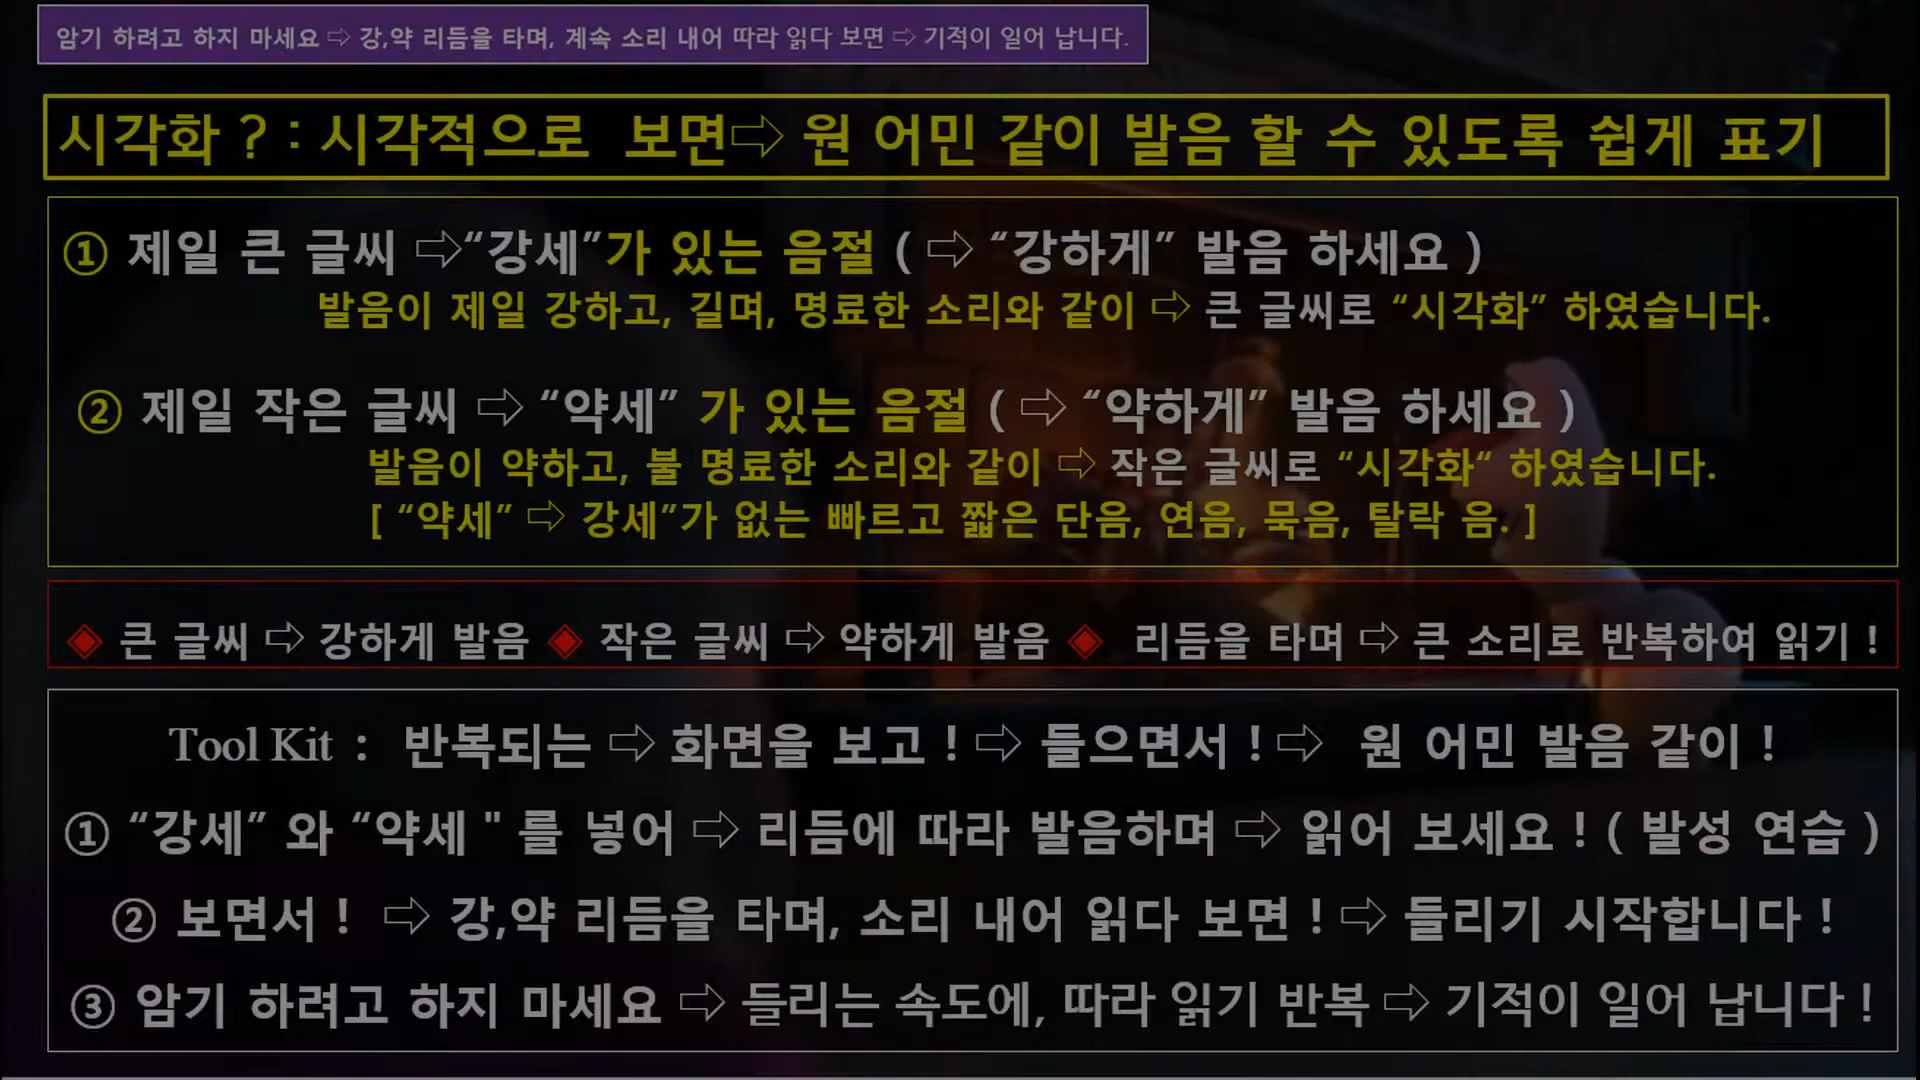 암기 하려고 하지 마세요 ⇨ 강,약 리듬을 타며, 계속 소리 내어 따라 읽다 보면 ⇨ 기적이 일어 납니다.
시각화 ? : 시각적으로 보면⇨ 원 어민 같이 발음 할 수 있도록 쉽게 표기
① 제일 큰 글씨 ⇨“강세”가 있는 음절 ( ⇨ “강하게” 발음 하세요 )
발음이 제일 강하고, 길며, 명료한 소리와 같이 ⇨ 큰 글씨로 “시각화” 하였습니다.
② 제일 작은 글씨 ⇨ “약세” 가 있는 음절 ( ⇨ “약하게” 발음 하세요 )
발음이 약하고, 불 명료한 소리와 같이 ⇨ 작은 글씨로 “시각화“ 하였습니다.
[ “약세” ⇨ 강세”가 없는 빠르고 짧은 단음, 연음, 묵음, 탈락 음. ]
◈ 큰 글씨 ⇨ 강하게 발음 ◈ 작은 글씨 ⇨ 약하게 발음 ◈ 리듬을 타며 ⇨ 큰 소리로 반복하여 읽기 !
Tool Kit : 반복되는 ⇨ 화면을 보고 ! ⇨ 들으면서 ! ⇨ 원 어민 발음 같이 !
① “강세” 와 “약세 " 를 넣어 ⇨ 리듬에 따라 발음하며 ⇨ 읽어 보세요 ! ( 발성 연습 )
② 보면서 ! ⇨ 강,약 리듬을 타며, 소리 내어 읽다 보면 ! ⇨ 들리기 시작합니다 !
③ 암기 하려고 하지 마세요 ⇨ 들리는 속도에, 따라 읽기 반복 ⇨ 기적이 일어 납니다 !